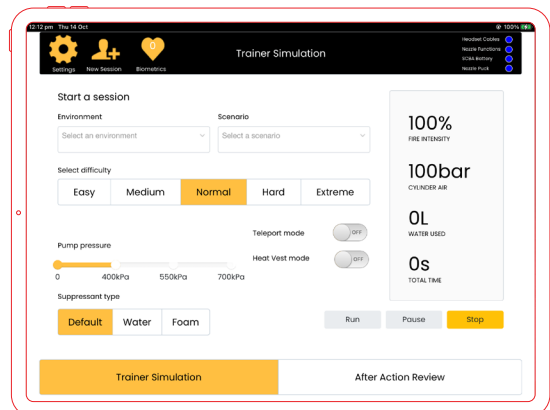 12:12 pm Thu 14 Oct
100%
Settings
New Session
0
Biometrics
Trainer Simulation
Headset Cables
Nozzle Functions
SCBA Battery
Nozzle Puck
Start a session
Environment
Scenario
Select an environment
Select a scenario
Select difficulty
Easy Medium Normal Hard Extreme
Teleport mode OFF
Pump pressure
Heat Vest mode OFF
0 400kPa 550kPa 700kPa
Suppressant type
Default Water Foam
100%
FIRE INTENSITY
100bar
CYLINDER AIR
0L
WATER USED
0s
TOTAL TIME
Run Pause Stop
Trainer Simulation
After Action Review